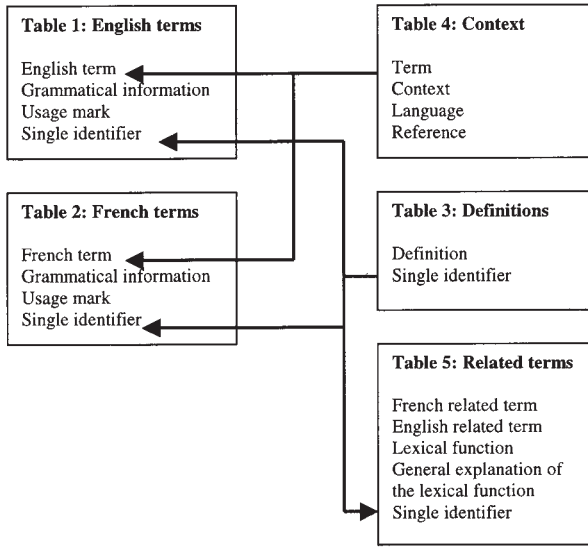 Table 1: English terms
English term
Grammatical information
Usage mark
Single identifier
Table 4: Context
Term
Context
Language
Reference
Table 2: French terms
French term
Grammatical information
Usage mark
Single identifier
Table 3: Definitions
Definition
Single identifier
Table 5: Related terms
French related term
English related term
Lexical function
General explanation of
the lexical function
Single identifier